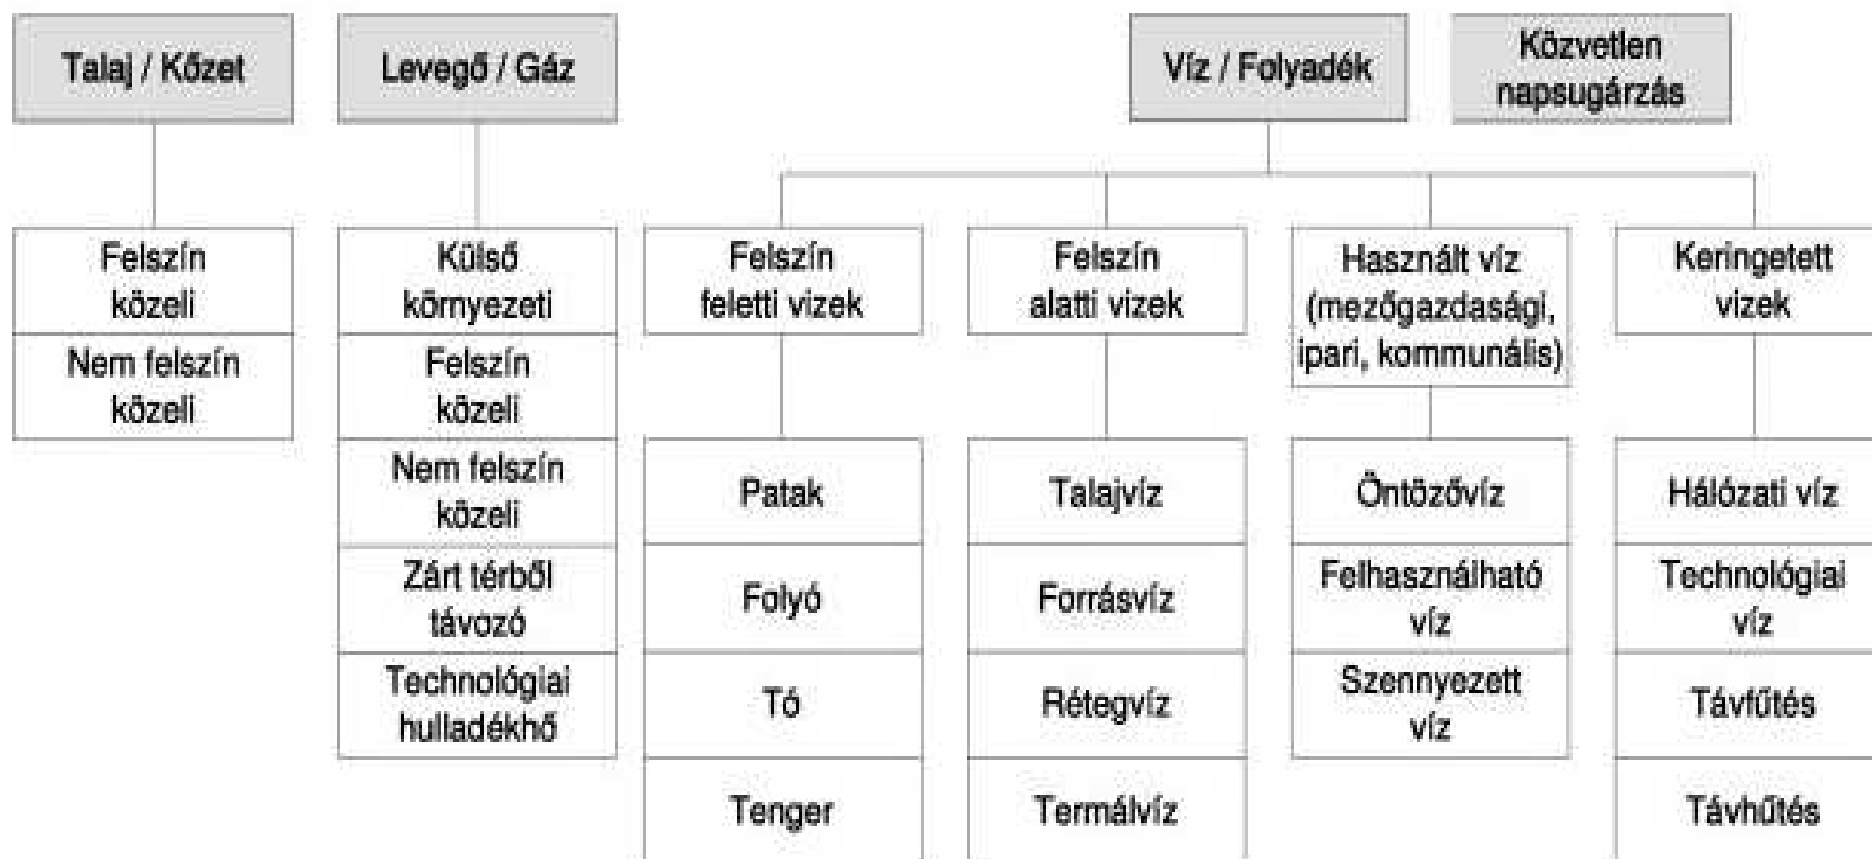 Talaj / Kőzet
Levegő / Gáz
Víz / Folyadék
Közvetlen
napsugárzás
Felszín
közeli
Nem felszín
közeli
Külső
környezeti
Felszín
közeli
Nem felszín
közeli
Zárt térből
távozó
Technológiai
hulladékhő
Felszín
feletti vizek
Patak
Folyó
Tó
Tenger
Felszín
alatti vizek
Talajvíz
Forrásvíz
Rétegvíz
Termálvíz
Használt víz
(mezőgazdasági,
ipari, kommunális)
Öntözővíz
Felhasználható
víz
Szennyezett
víz
Keringetett
vizek
Hálózati víz
Technológiai
víz
Távfűtés
Távhűtés